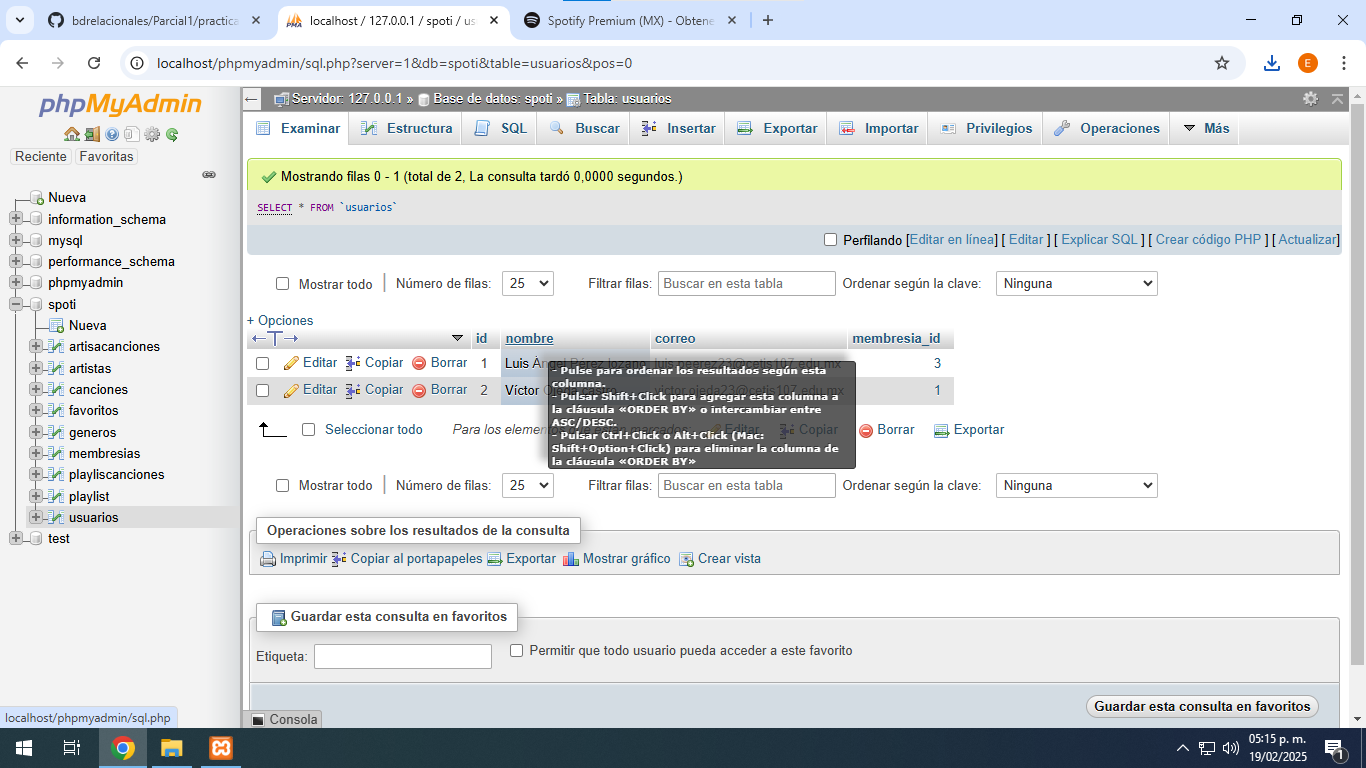 bdrelacionales/Parcial1/practica
localhost / 127.0.0.1 / spoti / us
Spotify Premium (MX) - Obtene
localhost/phpmyadmin/sql.php?server=1&db=spoti&table=usuarios&pos=0
E
phpMyAdmin
Reciente Favoritas
Nueva
information_schema
mysql
performance_schema
phpmyadmin
spoti
Nueva
artisacanciones
artistas
canciones
favoritos
generos
membresias
playliscanciones
playlist
usuarios
test
localhost/phpmyadmin/sql.php
Servidor: 127.0.0.1 » Base de datos: spoti » Tabla: usuarios
Examinar Estructura SQL Buscar Insertar Exportar Importar Privilegios Operaciones Más
Mostrando filas 0 - 1 (total de 2, La consulta tardó 0,0000 segundos.)
SELECT * FROM `usuarios`
Perfilando [Editar en línea] [ Editar ] [ Explicar SQL ] [ Crear código PHP ] [ Actualizar]
Mostrar todo Número de filas: 25 Filtrar filas: Buscar en esta tabla Ordenar según la clave: Ninguna
+ Opciones
id nombre correo membresia_id
Editar Copiar Borrar 1 Luis Ángel Pérez lozano 3
Editar Copiar Borrar 2 Víctor Ojeda castro victor.ojeda23@cetis107.edu.mx 1
- Pulse para ordenar los resultados según esta
columna.
- Pulsar Shift+Click para agregar esta columna a
la cláusula «ORDER BY» o intercambiar entre
ASC/DESC.
- Pulsar Ctrl+Click o Alt+Click (Mac:
Shift+Option+Click) para eliminar la columna de
la cláusula «ORDER BY»
Seleccionar todo Para los elementos que están marcados: Editar Copiar Borrar Exportar
Mostrar todo Número de filas: 25 Filtrar filas: Buscar en esta tabla Ordenar según la clave: Ninguna
Operaciones sobre los resultados de la consulta
Imprimir Copiar al portapapeles Exportar Mostrar gráfico Crear vista
Guardar esta consulta en favoritos
Etiqueta: Permitir que todo usuario pueda acceder a este favorito
Guardar esta consulta en favoritos
Consola
05:15 p. m.
19/02/2025
1